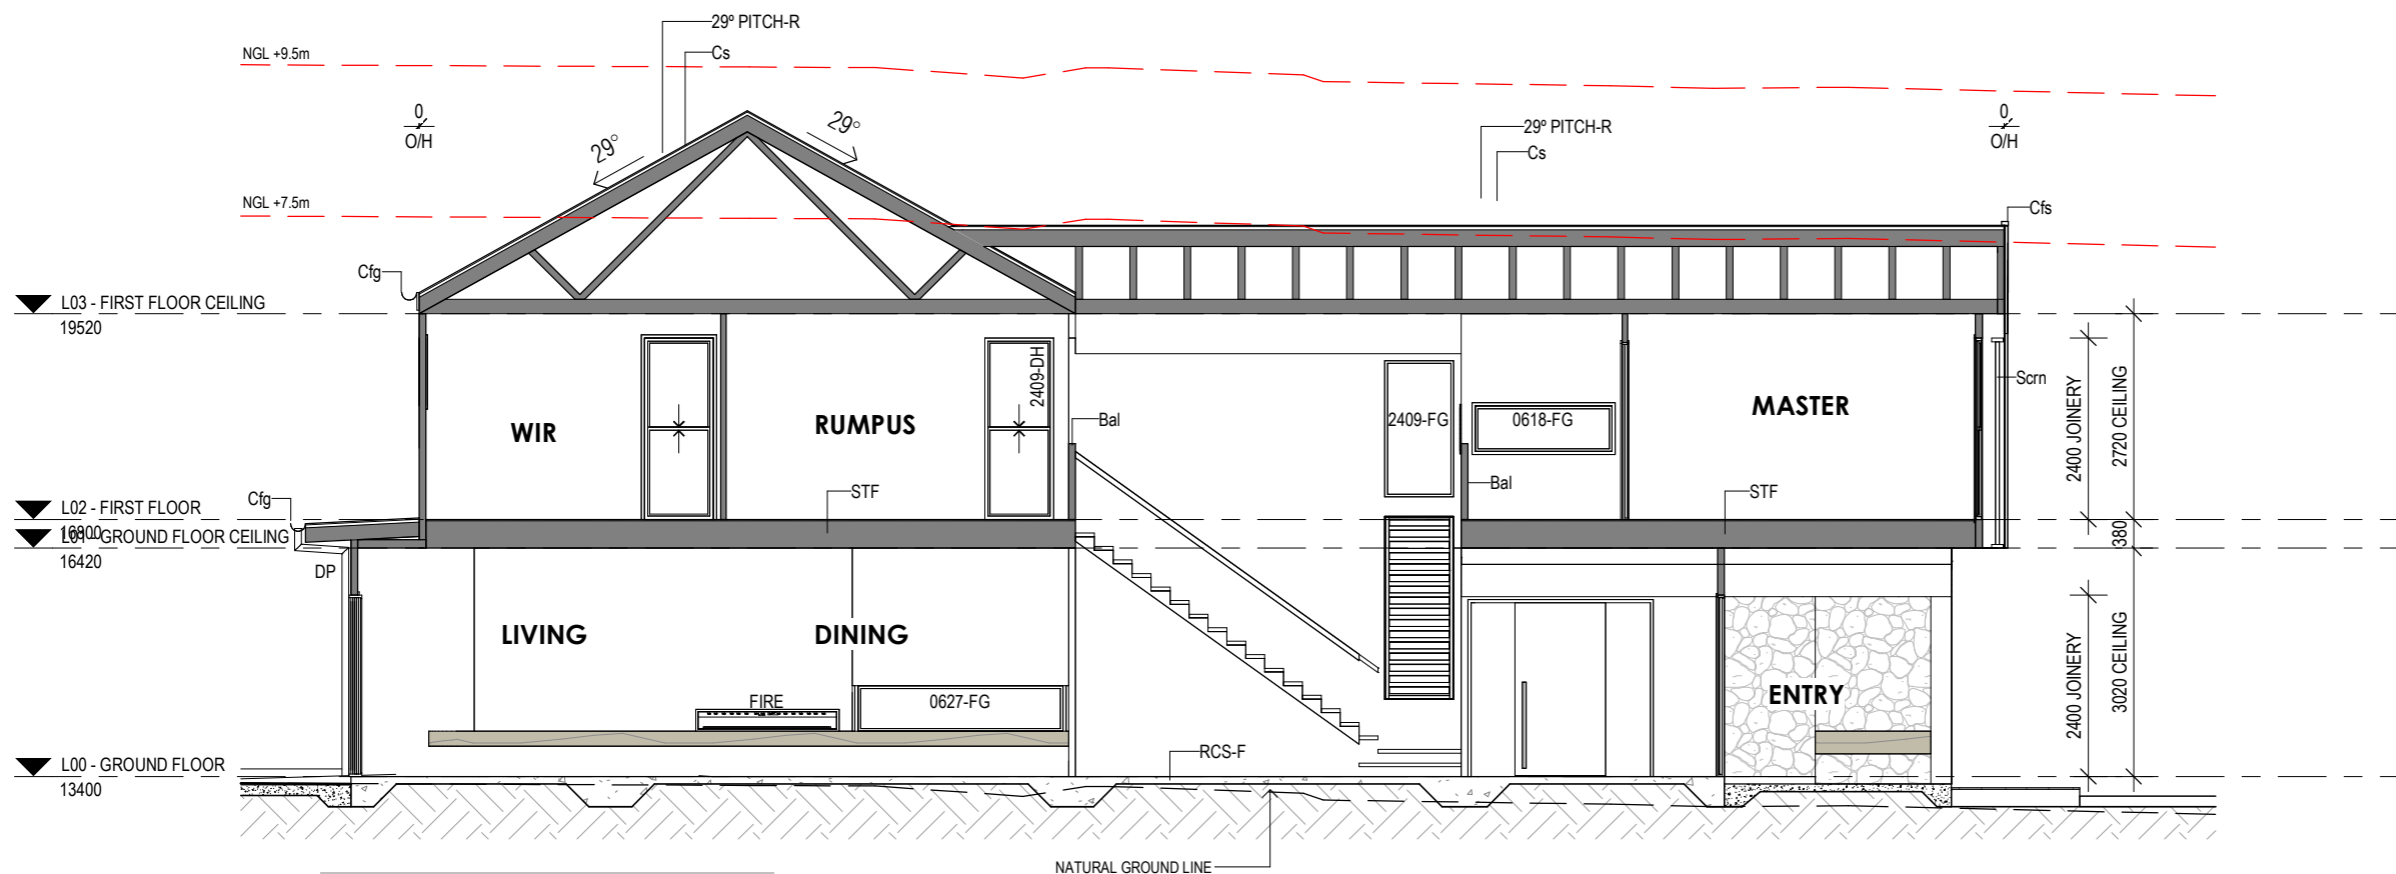 29º PITCH-R
Cs
NGL +9.5m
0
O/H
29°
29°
29º PITCH-R
Cs
0
O/H
NGL +7.5m
Cfs
Cfg
L03 - FIRST FLOOR CEILING
19520
2409-DH
Scrn
2400 JOINERY
2720 CEILING
WIR
RUMPUS
Bal
2409-FG
0618-FG
MASTER
STF
Bal
STF
Cfg
L02 - FIRST FLOOR
16800
L01 - GROUND FLOOR CEILING
16420
380
DP
LIVING
DINING
FIRE
0627-FG
ENTRY
2400 JOINERY
3020 CEILING
RCS-F
L00 - GROUND FLOOR
13400
NATURAL GROUND LINE